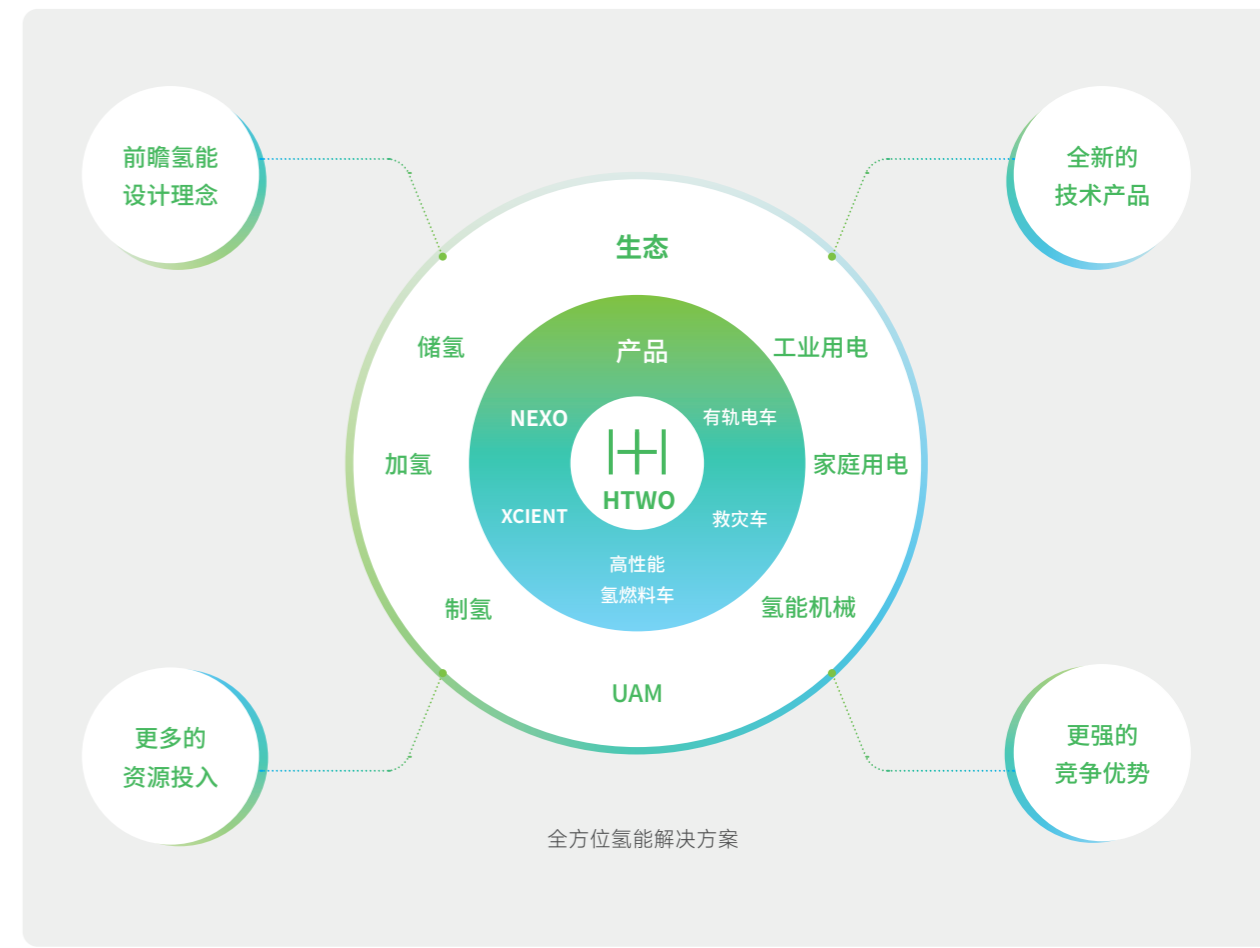 前瞻氢能
设计理念
全新的
技术产品
生态
储氢
工业用电
产品
NEXO
有轨电车
加氢
家庭用电
HTWO
XCIENT
救灾车
高性能
氢燃料车
制氢
氢能机械
UAM
更多的
资源投入
更强的
竞争优势
全方位氢能解决方案